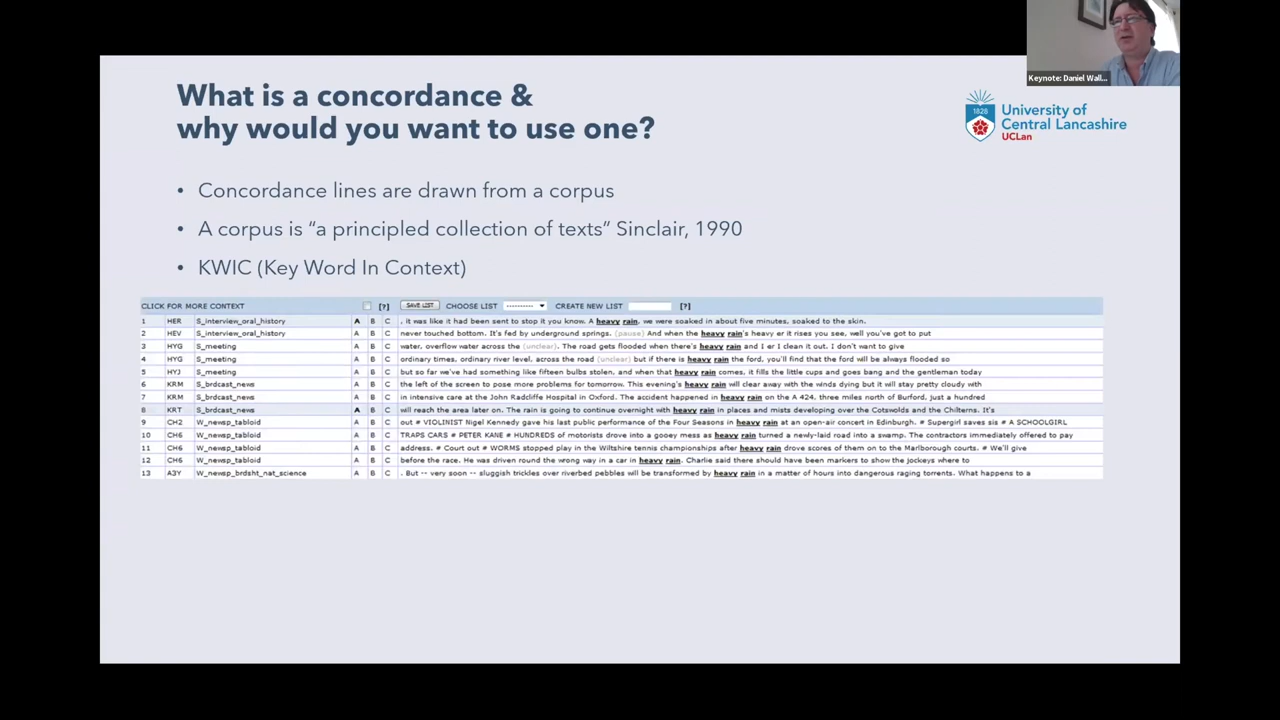 Keynote: Daniel Wall...
What is a concordance &
why would you want to use one?
1828
University of
Central Lancashire
UCLan
• Concordance lines are drawn from a corpus
• A corpus is “a principled collection of texts” Sinclair, 1990
• KWIC (Key Word In Context)
CLICK FOR MORE CONTEXT [?] SAVE LIST CHOOSE LIST ---------- CREATE NEW LIST [?]
1 HER S_interview_oral_history A B C , it was like it had been sent to stop it you know. A heavy rain, we were soaked in about five minutes, soaked to the skin.
2 HEV S_interview_oral_history A B C never touched bottom. It's fed by underground springs. (pause) And when the heavy rain's heavy er it rises you see, well you've got to put
3 HYG S_meeting A B C water, overflow water across the (unclear). The road gets flooded when there's heavy rain and I er I clean it out. I don't want to give
4 HYG S_meeting A B C ordinary times, ordinary river level, across the road (unclear) but if there is heavy rain the ford, you'll find that the ford will be always flooded so
5 HYJ S_meeting A B C but so far we've had something like fifteen bulbs stolen, and when that heavy rain comes, it fills the little cups and goes bang and the gentleman today
6 KRM S_brdcast_news A B C the left of the screen to pose more problems for tomorrow. This evening's heavy rain will clear away with the winds dying but it will stay pretty cloudy with
7 KRM S_brdcast_news A B C in intensive care at the John Radcliffe Hospital in Oxford. The accident happened in heavy rain on the A 424, three miles north of Burford, just a hundred
8 KRT S_brdcast_news A B C will reach the area later on. The rain is going to continue overnight with heavy rain in places and mists developing over the Cotswolds and the Chilterns. It's
9 CH2 W_newsp_tabloid A B C out # VIOLINIST Nigel Kennedy gave his last public performance of the Four Seasons in heavy rain at an open-air concert in Edinburgh. # Supergirl saves sis # A SCHOOLGIRL
10 CH6 W_newsp_tabloid A B C TRAPS CARS # PETER KANE # HUNDREDS of motorists drove into a gooey mess as heavy rain turned a newly-laid road into a swamp. The contractors immediately offered to pay
11 CH6 W_newsp_tabloid A B C address. # Court out # WORMS stopped play in the Wiltshire tennis championships after heavy rain drove scores of them on to the Marlborough courts. # We'll give
12 CH6 W_newsp_tabloid A B C before the race. He was driven round the wrong way in a car in heavy rain. Charlie said there should have been markers to show the jockeys where to
13 A3Y W_newsp_brdsht_nat_science A B C . But -- very soon -- sluggish trickles over riverbed pebbles will be transformed by heavy rain in a matter of hours into dangerous raging torrents. What happens to a